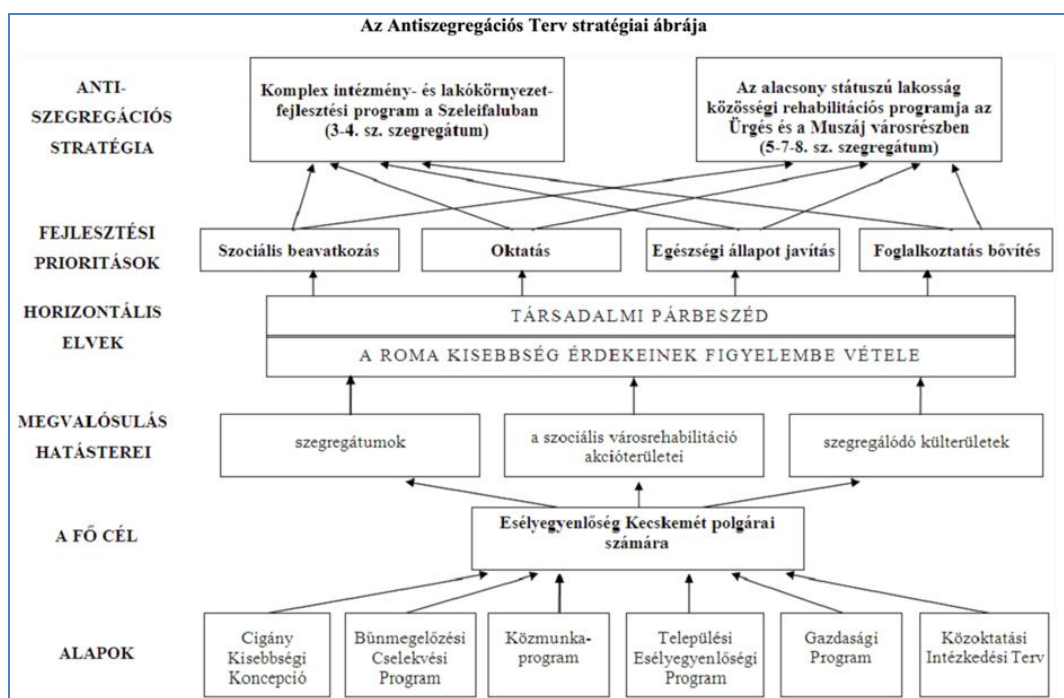 Az Antiszegregációs Terv stratégiai ábrája
ANTI-
SZEGREGÁCIÓS
STRATÉGIA
Komplex intézmény- és lakókörnyezet-
fejlesztési program a Szeleifaluban
(3-4. sz. szegregátum)
Az alacsony státuszú lakosság
közösségi rehabilitációs programja az
Ürgés és a Muszáj városrészben
(5-7-8. sz. szegregátum)
FEJLESZTÉSI
PRIORITÁSOK
Szociális beavatkozás
Oktatás
Egészségi állapot javítás
Foglalkoztatás bővítés
HORIZONTÁLIS
ELVEK
TÁRSADALMI PÁRBESZÉD
A ROMA KISEBBSÉG ÉRDEKEINEK FIGYELEMBE VÉTELE
MEGVALÓSULÁS
HATÁSTEREI
szegregátumok
a szociális városrehabilitáció
akcióterületei
szegregálódó külterületek
A FŐ CÉL
Esélyegyenlőség Kecskemét polgárai
számára
ALAPOK
Cigány
Kisebbségi
Koncepció
Bűnmegelőzési
Cselekvési
Program
Közmunka-
program
Települési
Esélyegyenlőségi
Program
Gazdasági
Program
Közoktatási
Intézkedési Terv